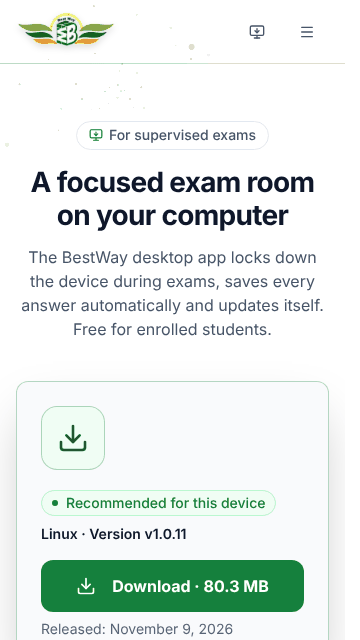 Best Way
For supervised exams
A focused exam room
on your computer
The BestWay desktop app locks down
the device during exams, saves every
answer automatically and updates itself.
Free for enrolled students.
Recommended for this device
Linux · Version v1.0.11
Download · 80.3 MB
Released: November 9, 2026